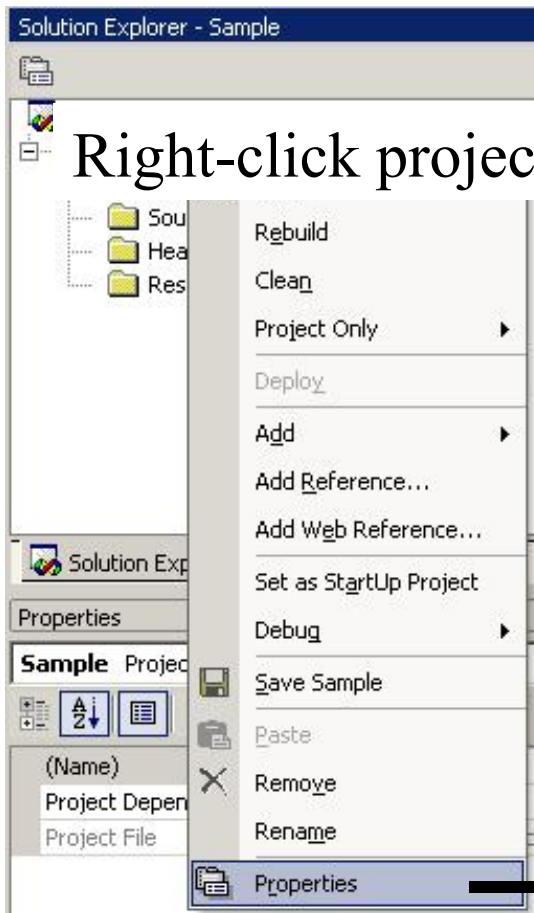 Solution Explorer - Sample
Right-click projec
Sou
Hea
Res
Rebuild
Clean
Project Only
Deploy
Add
Add Reference...
Add Web Reference...
Set as StartUp Project
Debug
Save Sample
Paste
Remove
Rename
Properties
Solution Exp
Properties
Sample Projec
(Name)
Project Depen
Project File